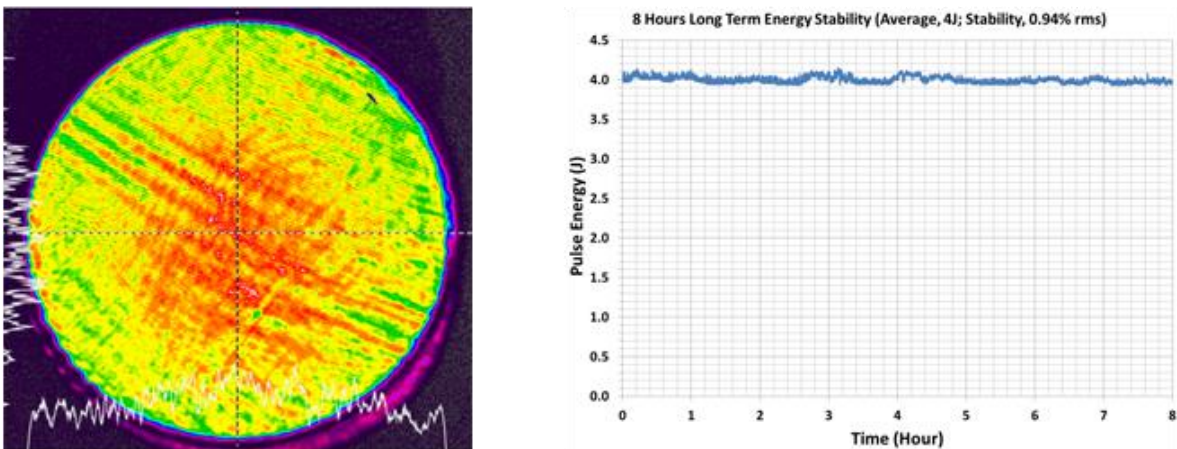 8 Hours Long Term Energy Stability (Average, 4J; Stability, 0.94% rms)
4.5
4.0
3.5
3.0
2.5
2.0
1.5
1.0
0.5
0.0
Pulse Energy (J)
0 1 2 3 4 5 6 7 8
Time (Hour)